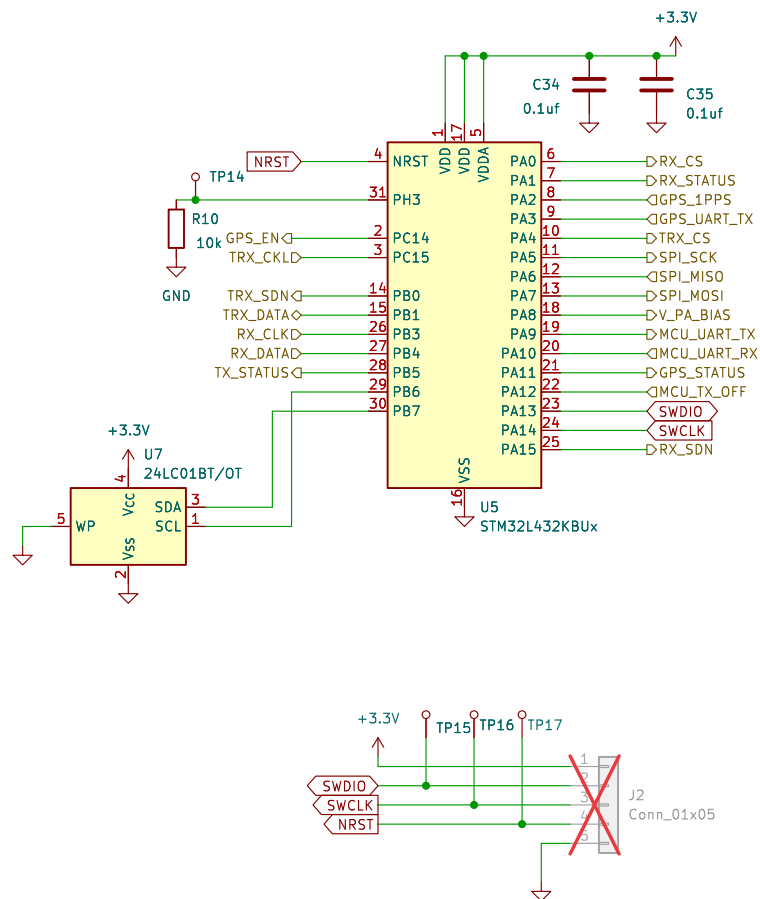 +3.3V
C34
0.1uf
C35
0.1uf
1
17
5
VDD
VDD
VDDA
NRST
4
NRST
TP14
31
PH3
R10
10k
GND
GPS_EN
2
PC14
TRX_CKL
3
PC15
TRX_SDN
14
PB0
TRX_DATA
15
PB1
RX_CLK
26
PB3
RX_DATA
27
PB4
TX_STATUS
28
PB5
29
PB6
30
PB7
PA0
6
RX_CS
PA1
7
RX_STATUS
PA2
8
GPS_1PPS
PA3
9
GPS_UART_TX
PA4
10
TRX_CS
PA5
11
SPI_SCK
PA6
12
SPI_MISO
PA7
13
SPI_MOSI
PA8
18
V_PA_BIAS
PA9
19
MCU_UART_TX
PA10
20
MCU_UART_RX
PA11
21
GPS_STATUS
PA12
22
MCU_TX_OFF
PA13
23
SWDIO
PA14
24
SWCLK
PA15
25
RX_SDN
VSS
16
U5
STM32L432KBUx
+3.3V
U7
24LC01BT/OT
4
Vcc
SDA
3
5
WP
SCL
1
Vss
2
+3.3V
TP15
TP16
TP17
1
SWDIO
2
SWCLK
3
NRST
4
5
J2
Conn_01x05